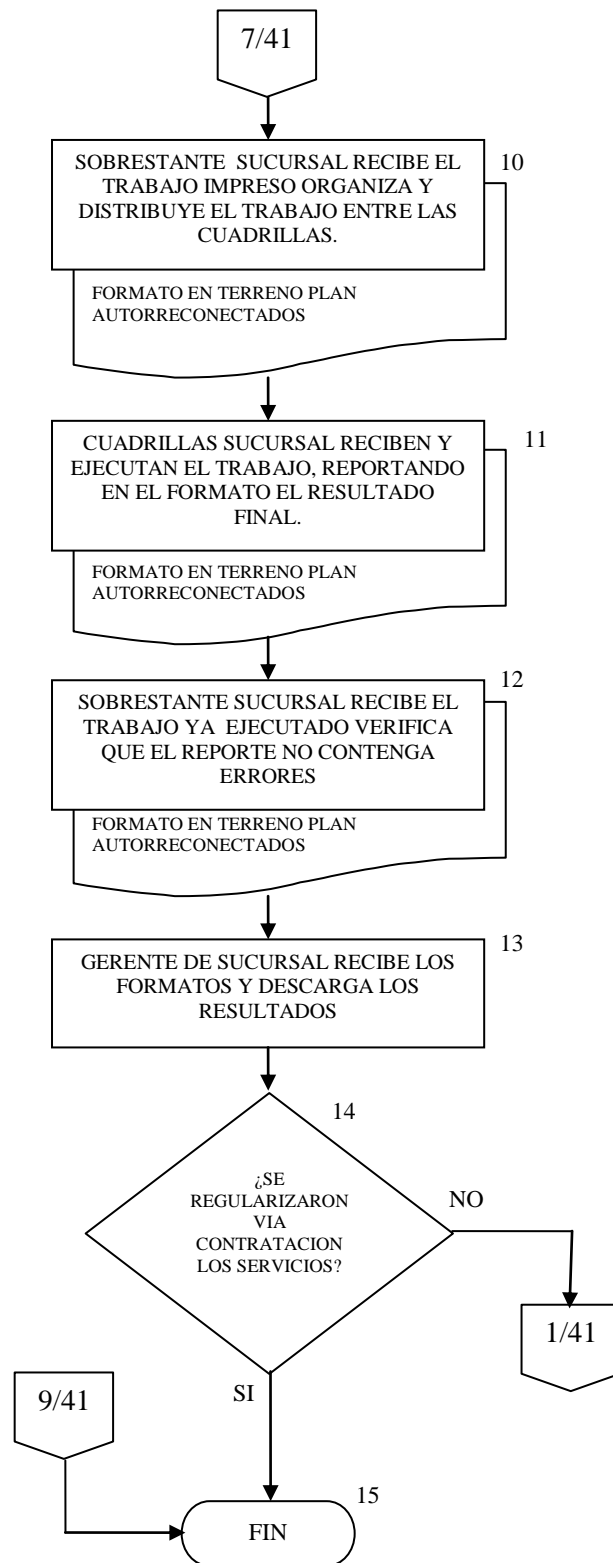 7/41
10
SOBRESTANTE SUCURSAL RECIBE EL
TRABAJO IMPRESO ORGANIZA Y
DISTRIBUYE EL TRABAJO ENTRE LAS
CUADRILLAS.
FORMATO EN TERRENO PLAN
AUTORRECONECTADOS
11
CUADRILLAS SUCURSAL RECIBEN Y
EJECUTAN EL TRABAJO, REPORTANDO
EN EL FORMATO EL RESULTADO
FINAL.
FORMATO EN TERRENO PLAN
AUTORRECONECTADOS
12
SOBRESTANTE SUCURSAL RECIBE EL
TRABAJO YA EJECUTADO VERIFICA
QUE EL REPORTE NO CONTENGA
ERRORES
FORMATO EN TERRENO PLAN
AUTORRECONECTADOS
13
GERENTE DE SUCURSAL RECIBE LOS
FORMATOS Y DESCARGA LOS
RESULTADOS
14
¿SE
REGULARIZARON
VIA
CONTRATACION
LOS SERVICIOS?
NO
1/41
SI
9/41
15
FIN